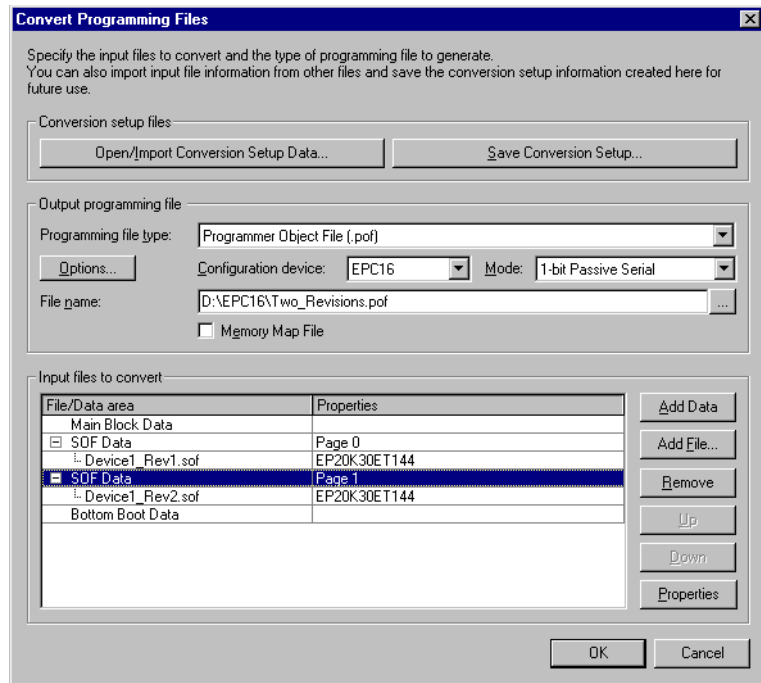 Convert Programming Files
Specify the input files to convert and the type of programming file to generate.
You can also import input file information from other files and save the conversion setup information created here for
future use.
Conversion setup files
Open/Import Conversion Setup Data... Save Conversion Setup...
Output programming file
Programming file type: Programmer Object File (.pof)
Options... Configuration device: EPC16 Mode: 1-bit Passive Serial
File name: D:\EPC16\Two_Revisions.pof ...
Memory Map File
Input files to convert
File/Data area Properties Add Data
Main Block Data
SOF Data Page 0 Add File...
Device1_Rev1.sof EP20K30ET144
SOF Data Page 1 Remove
Device1_Rev2.sof EP20K30ET144
Bottom Boot Data Up
Down
Properties
OK Cancel